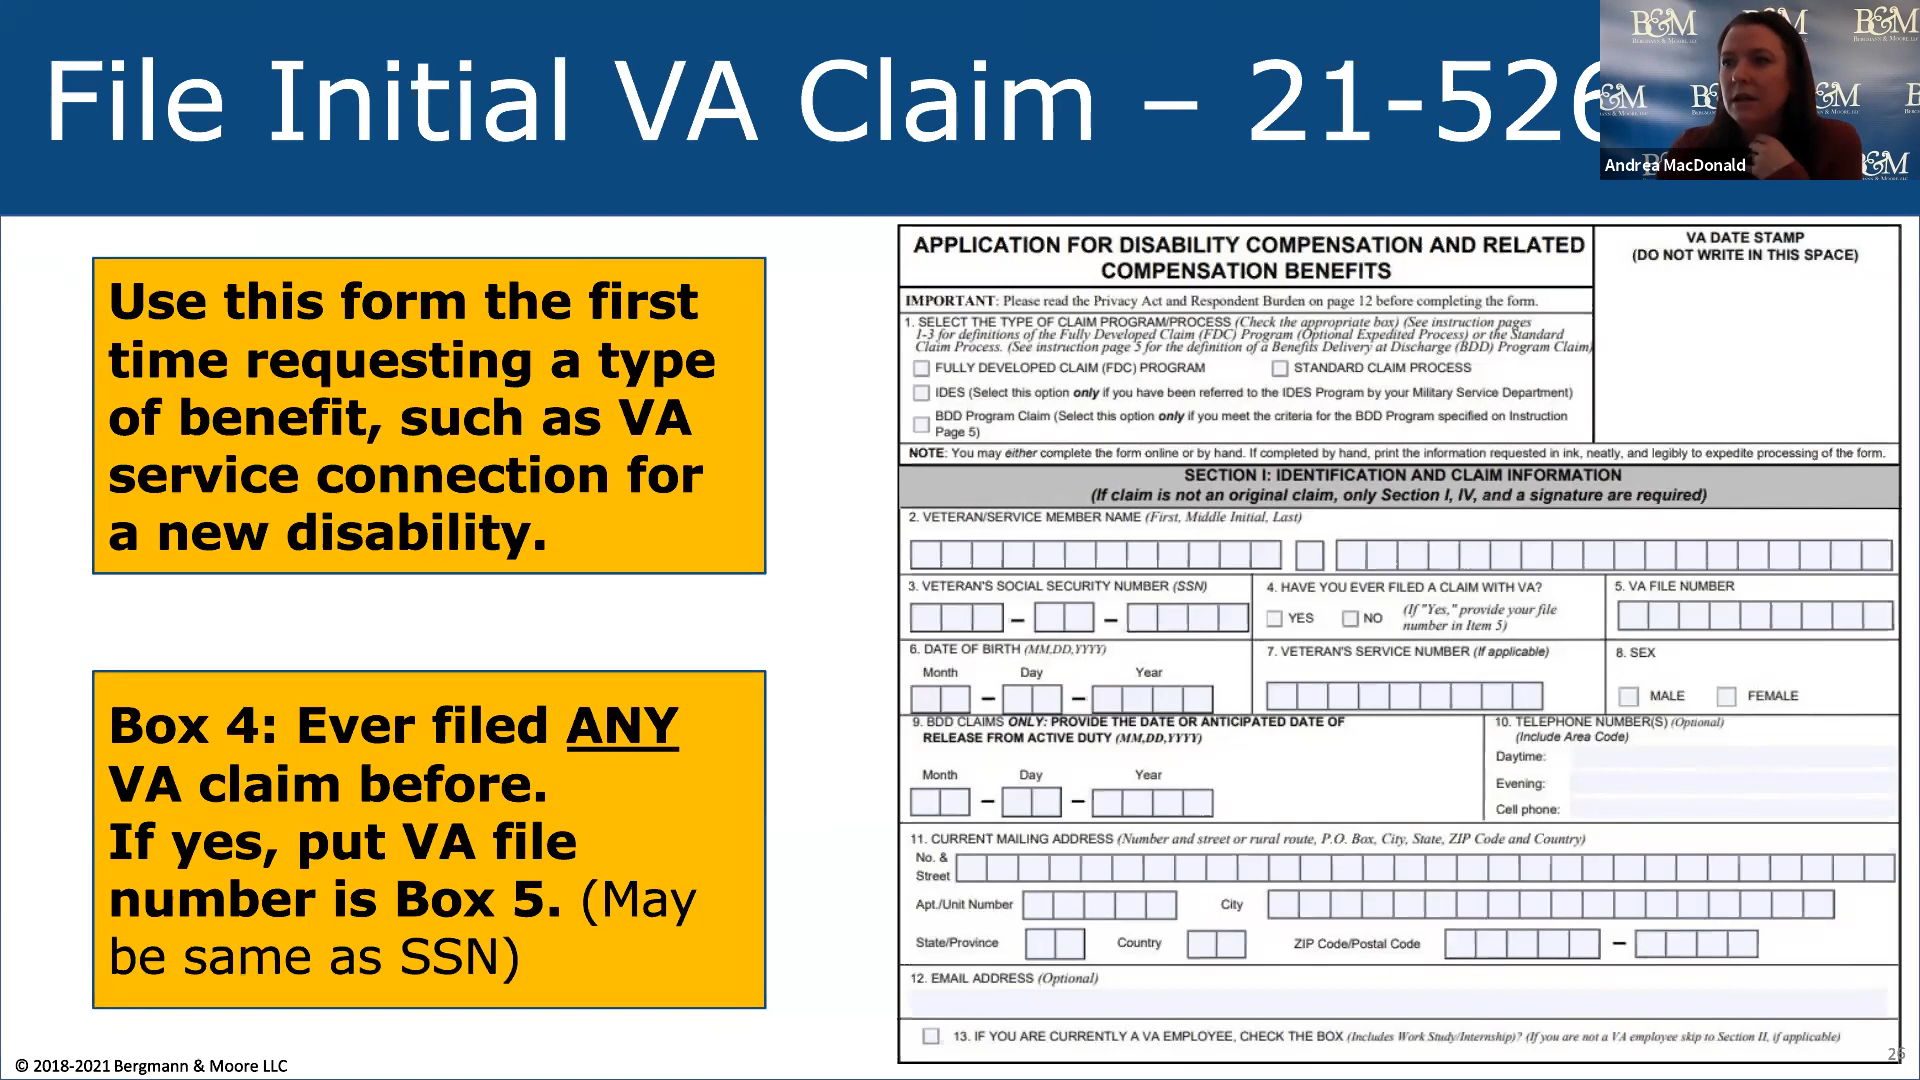 File Initial VA Claim – 21-526
B&M
BERGMANN & MOORE, LLC
Andrea MacDonald
Use this form the first
time requesting a type
of benefit, such as VA
service connection for
a new disability.
Box 4: Ever filed ANY
VA claim before.
If yes, put VA file
number is Box 5. (May
be same as SSN)
APPLICATION FOR DISABILITY COMPENSATION AND RELATED
COMPENSATION BENEFITS
VA DATE STAMP
(DO NOT WRITE IN THIS SPACE)
IMPORTANT: Please read the Privacy Act and Respondent Burden on page 12 before completing the form.
1. SELECT THE TYPE OF CLAIM PROGRAM/PROCESS (Check the appropriate box) (See instruction pages
1-3 for definitions of the Fully Developed Claim (FDC) Program (Optional Expedited Process) or the Standard
Claim Process. (See instruction page 5 for the definition of a Benefits Delivery at Discharge (BDD) Program Claim)
FULLY DEVELOPED CLAIM (FDC) PROGRAM STANDARD CLAIM PROCESS
IDES (Select this option only if you have been referred to the IDES Program by your Military Service Department)
BDD Program Claim (Select this option only if you meet the criteria for the BDD Program specified on Instruction
Page 5)
NOTE: You may either complete the form online or by hand. If completed by hand, print the information requested in ink, neatly, and legibly to expedite processing of the form.
SECTION I: IDENTIFICATION AND CLAIM INFORMATION
(If claim is not an original claim, only Section I, IV, and a signature are required)
2. VETERAN/SERVICE MEMBER NAME (First, Middle Initial, Last)
3. VETERAN'S SOCIAL SECURITY NUMBER (SSN)
4. HAVE YOU EVER FILED A CLAIM WITH VA?
YES NO (If "Yes," provide your file
number in Item 5)
5. VA FILE NUMBER
6. DATE OF BIRTH (MM,DD,YYYY)
Month Day Year
7. VETERAN'S SERVICE NUMBER (If applicable)
8. SEX
MALE FEMALE
9. BDD CLAIMS ONLY: PROVIDE THE DATE OR ANTICIPATED DATE OF
RELEASE FROM ACTIVE DUTY (MM,DD,YYYY)
Month Day Year
10. TELEPHONE NUMBER(S) (Optional)
(Include Area Code)
Daytime:
Evening:
Cell phone:
11. CURRENT MAILING ADDRESS (Number and street or rural route, P.O. Box, City, State, ZIP Code and Country)
No. &
Street
Apt./Unit Number City
State/Province Country ZIP Code/Postal Code
12. EMAIL ADDRESS (Optional)
13. IF YOU ARE CURRENTLY A VA EMPLOYEE, CHECK THE BOX (Includes Work Study/Internship)? (If you are not a VA employee skip to Section II, if applicable)
© 2018-2021 Bergmann & Moore LLC
26